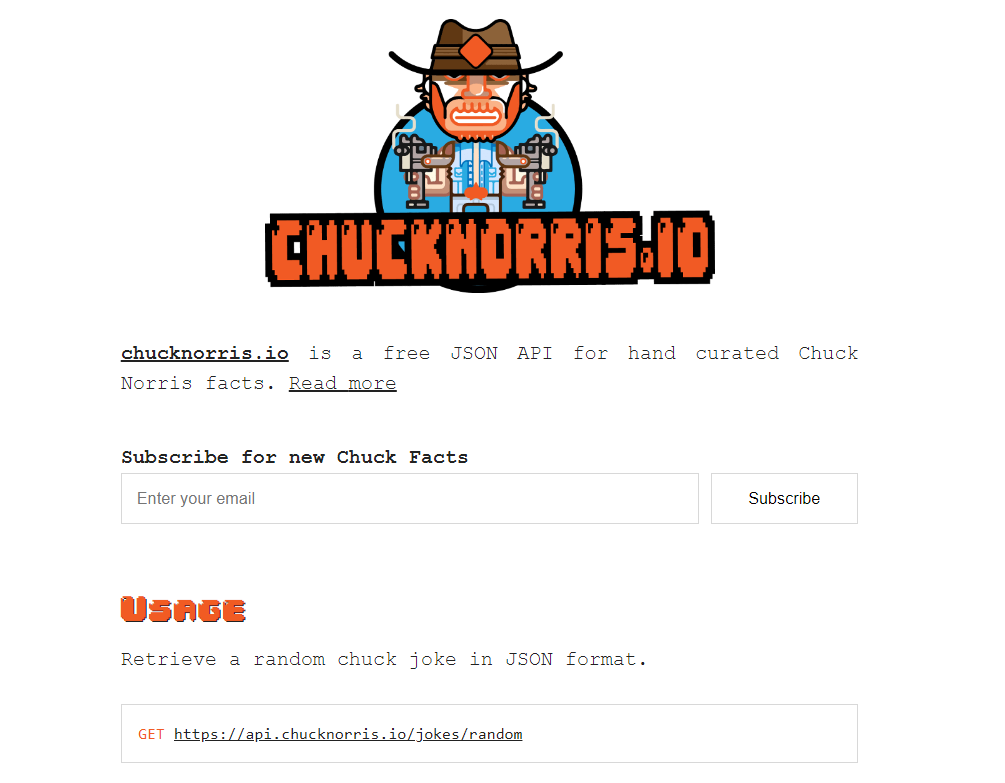 CHUCKNORRIS.IO
chucknorris.io is a free JSON API for hand curated Chuck
Norris facts. Read more
Subscribe for new Chuck Facts
Enter your email
Subscribe
Usage
Retrieve a random chuck joke in JSON format.
GET https://api.chucknorris.io/jokes/random